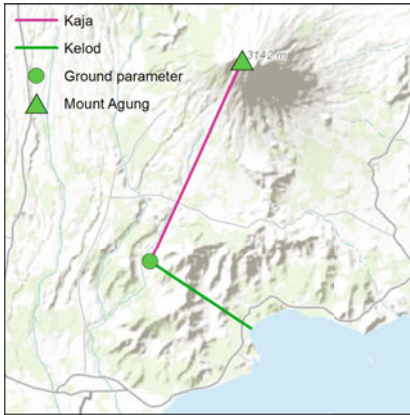 Kaja
Kelod
Ground parameter
Mount Agung
3142 m